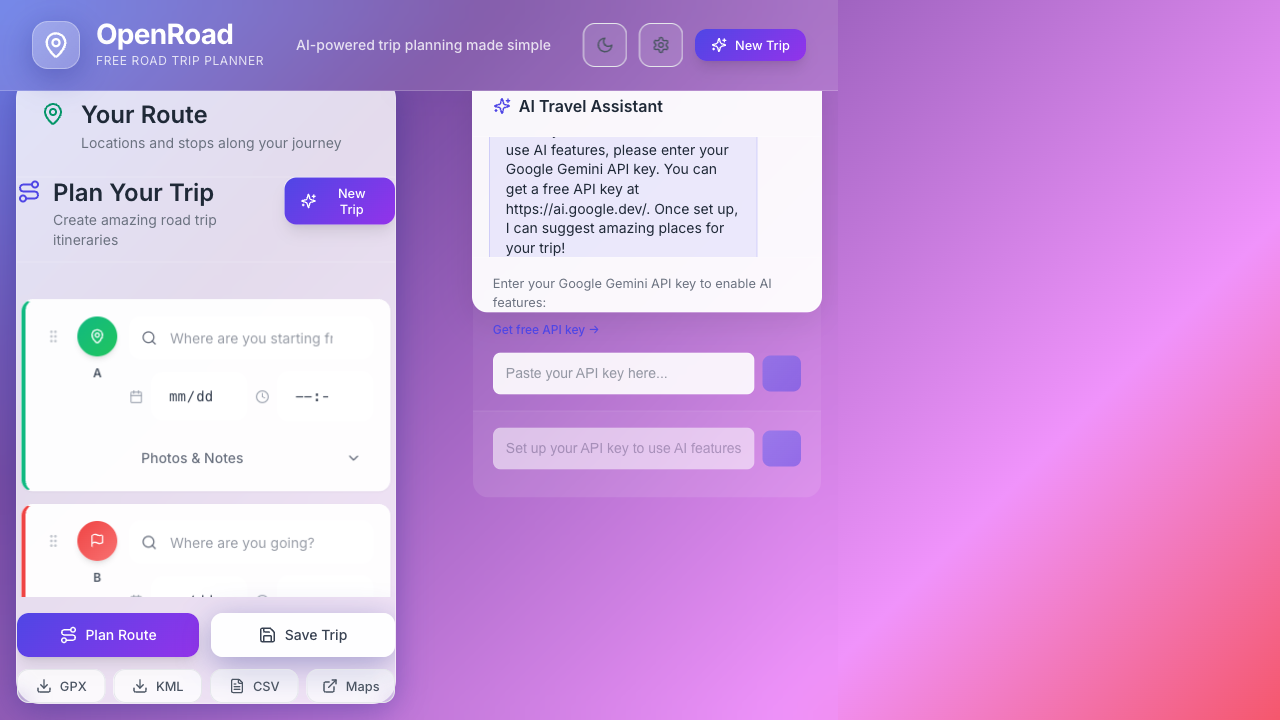 OpenRoad
FREE ROAD TRIP PLANNER
AI-powered trip planning made simple
New Trip
Your Route
Locations and stops along your journey
Plan Your Trip
Create amazing road trip
itineraries
New
Trip
A
Where are you starting fr
mm/dd
--:-
Photos & Notes
B
Where are you going?
Plan Route
Save Trip
GPX
KML
CSV
Maps
AI Travel Assistant
use AI features, please enter your
Google Gemini API key. You can
get a free API key at
https://ai.google.dev/. Once set up,
I can suggest amazing places for
your trip!
Enter your Google Gemini API key to enable AI
features:
Get free API key →
Paste your API key here...
Set up your API key to use AI features